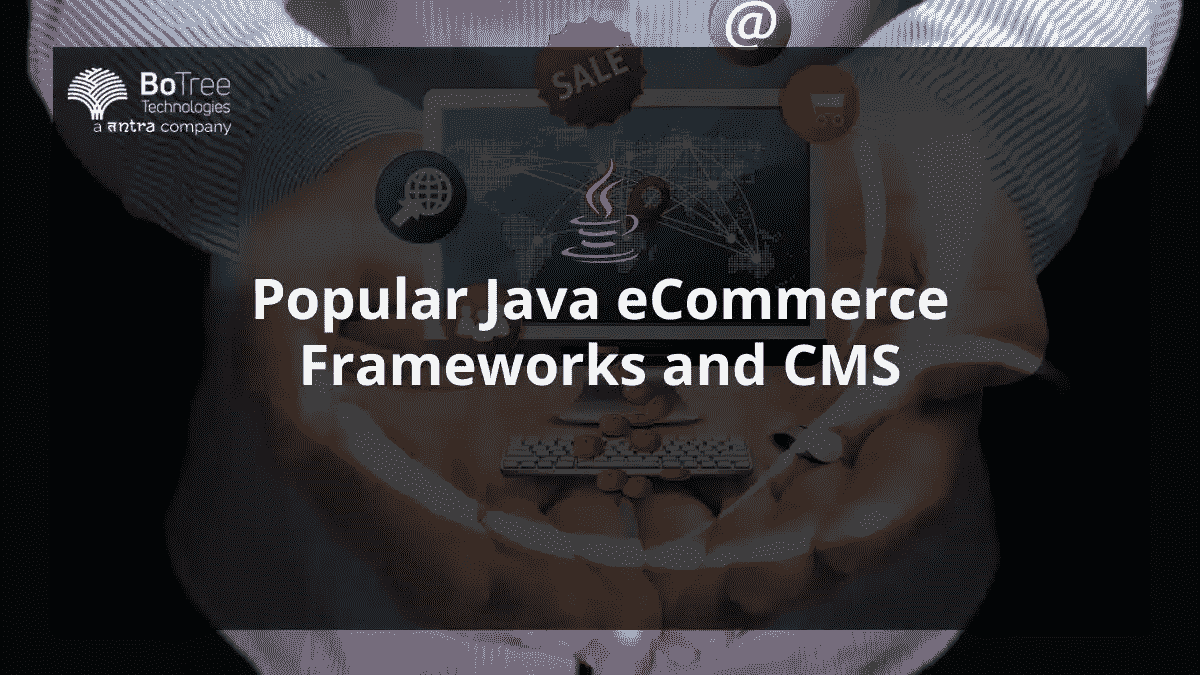 @
SALE
BoTree
Technologies
a antra company
Popular Java eCommerce
Frameworks and CMS